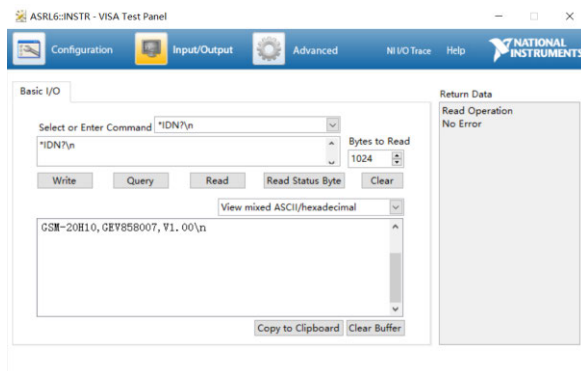 ASRL6::INSTR - VISA Test Panel
Configuration Input/Output Advanced NI I/O Trace Help NATIONAL INSTRUMENTS
Basic I/O
Return Data
Read Operation
No Error
Select or Enter Command *IDN?\n
*IDN?\n
Bytes to Read
1024
Write Query Read Read Status Byte Clear
View mixed ASCII/hexadecimal
GSM-20H10,GEV858007,V1.00\n
Copy to Clipboard Clear Buffer